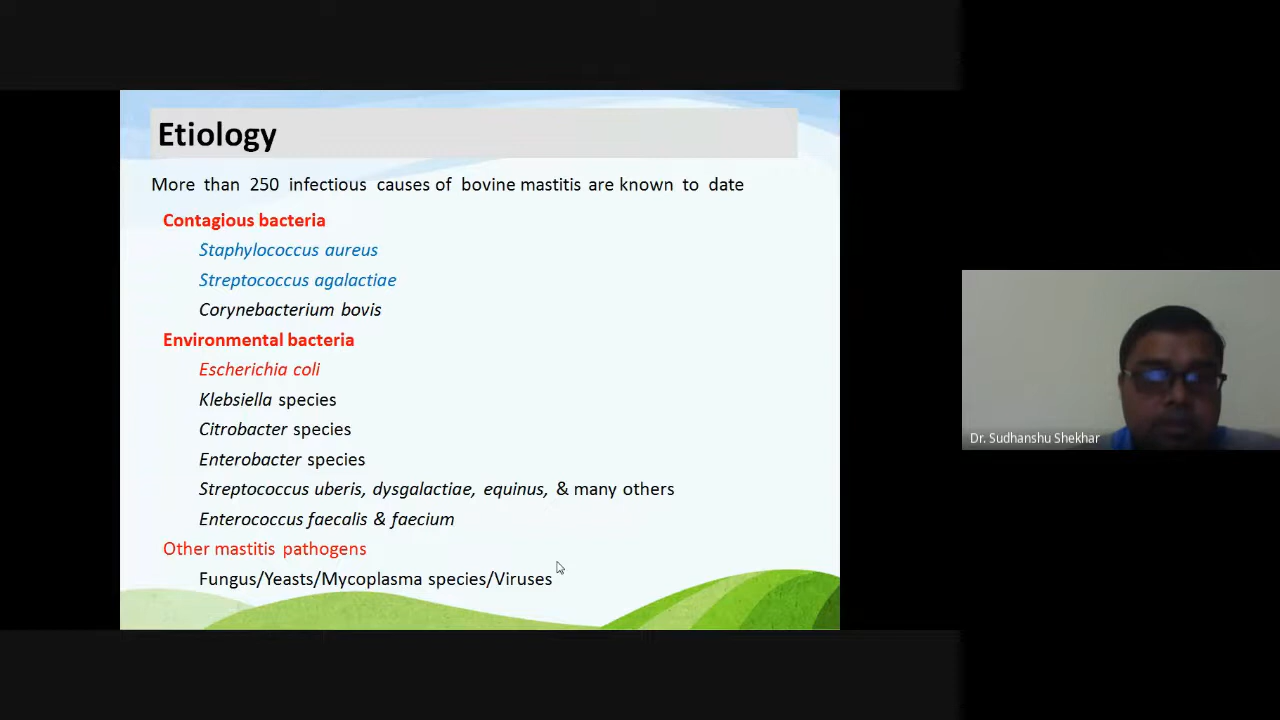 Etiology
More than 250 infectious causes of bovine mastitis are known to date
Contagious bacteria
Staphylococcus aureus
Streptococcus agalactiae
Corynebacterium bovis
Environmental bacteria
Escherichia coli
Klebsiella species
Citrobacter species
Enterobacter species
Streptococcus uberis, dysgalactiae, equinus, & many others
Enterococcus faecalis & faecium
Other mastitis pathogens
Fungus/Yeasts/Mycoplasma species/Viruses
Dr. Sudhanshu Shekhar